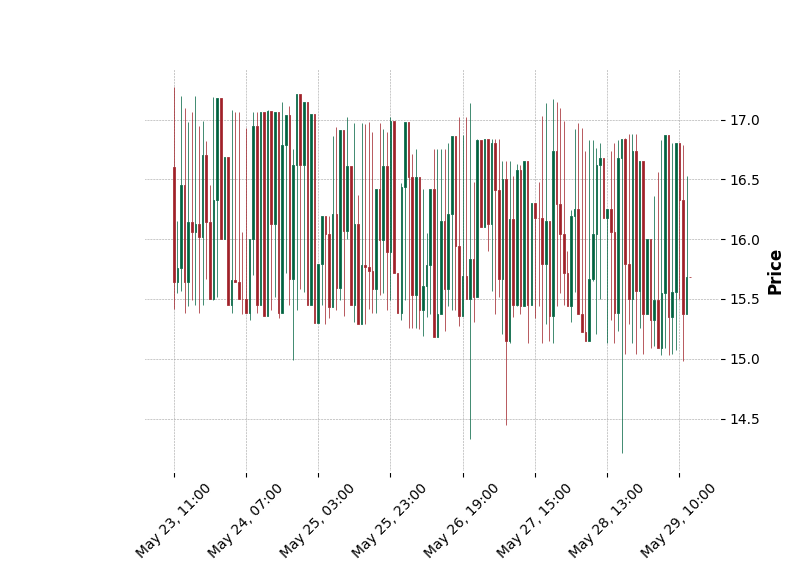 17.0
16.5
16.0
15.5
15.0
14.5
Price
May 23, 11:00
May 24, 07:00
May 25, 03:00
May 25, 23:00
May 26, 19:00
May 27, 15:00
May 28, 13:00
May 29, 10:00